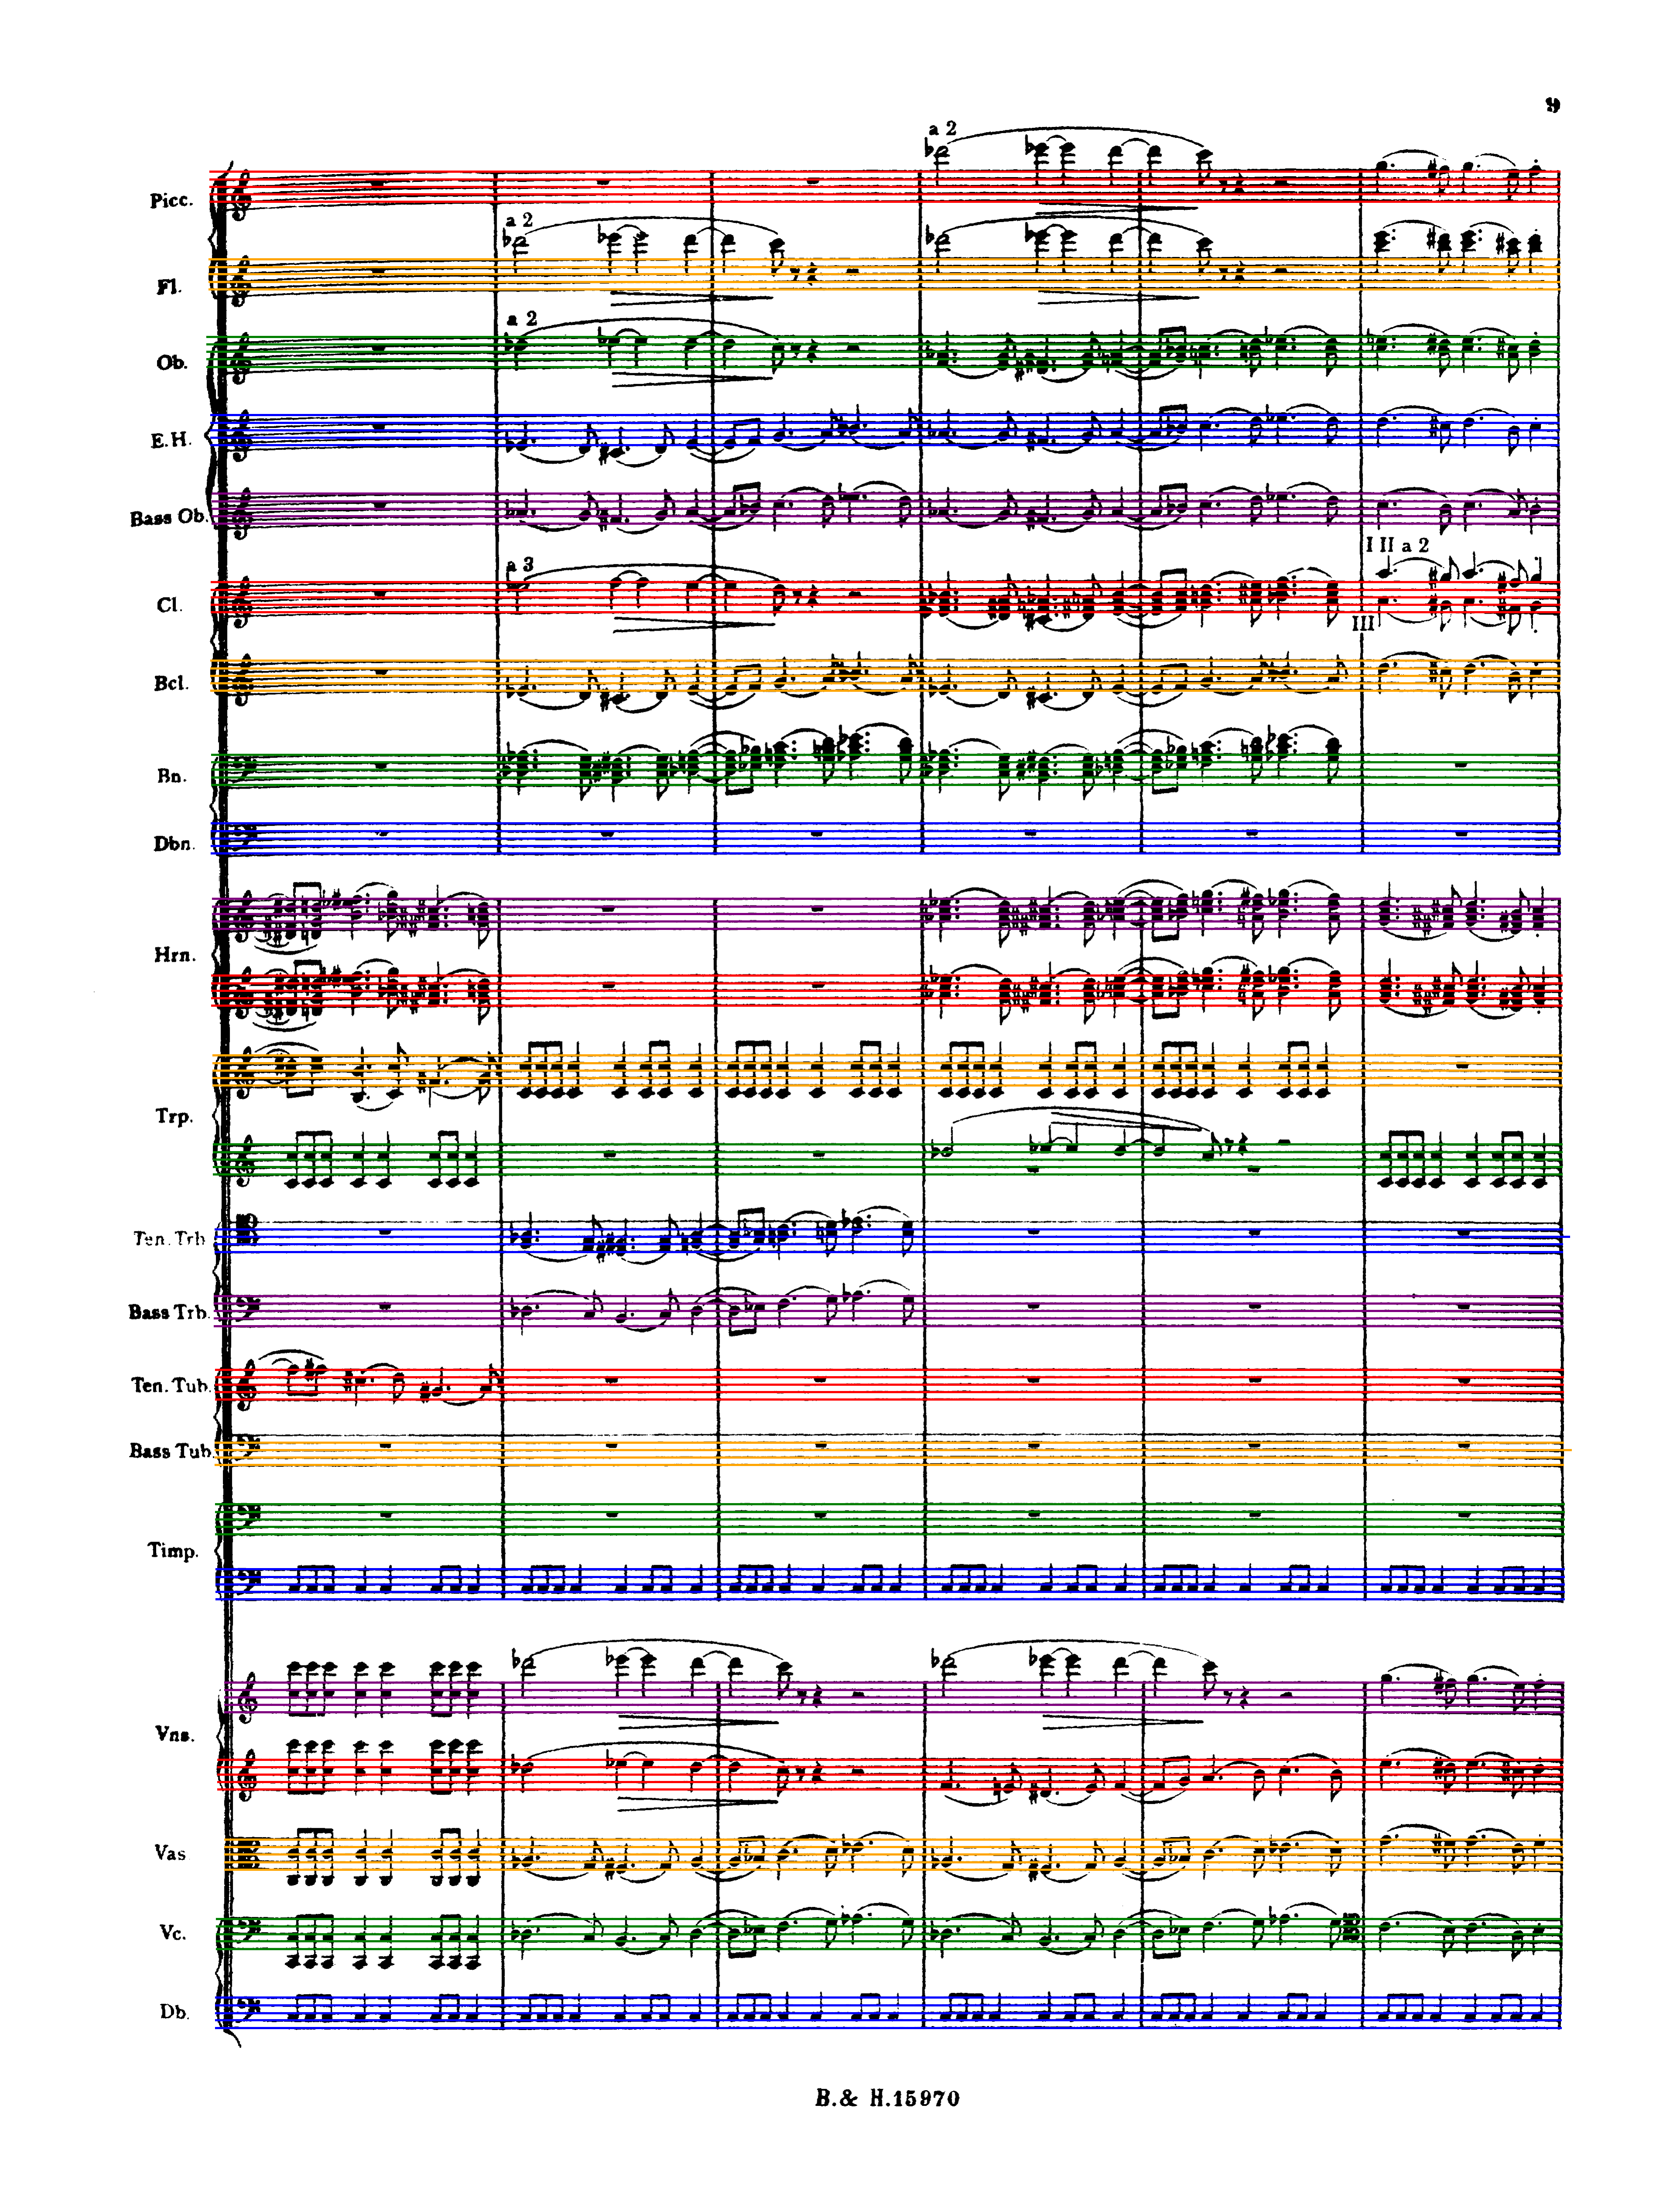 9
a 2
Picc.
a 2
Fl.
a 2
Ob.
E.H.
Bass Ob.
I II a 2
a 3
Cl.
III
Bcl.
Bn.
Dbn.
Hrn.
Trp.
Ten. Trb.
Bass Trb.
Ten. Tub.
Bass Tub.
Timp.
Vns.
Vas
Vc.
Db.
B.& H.15970